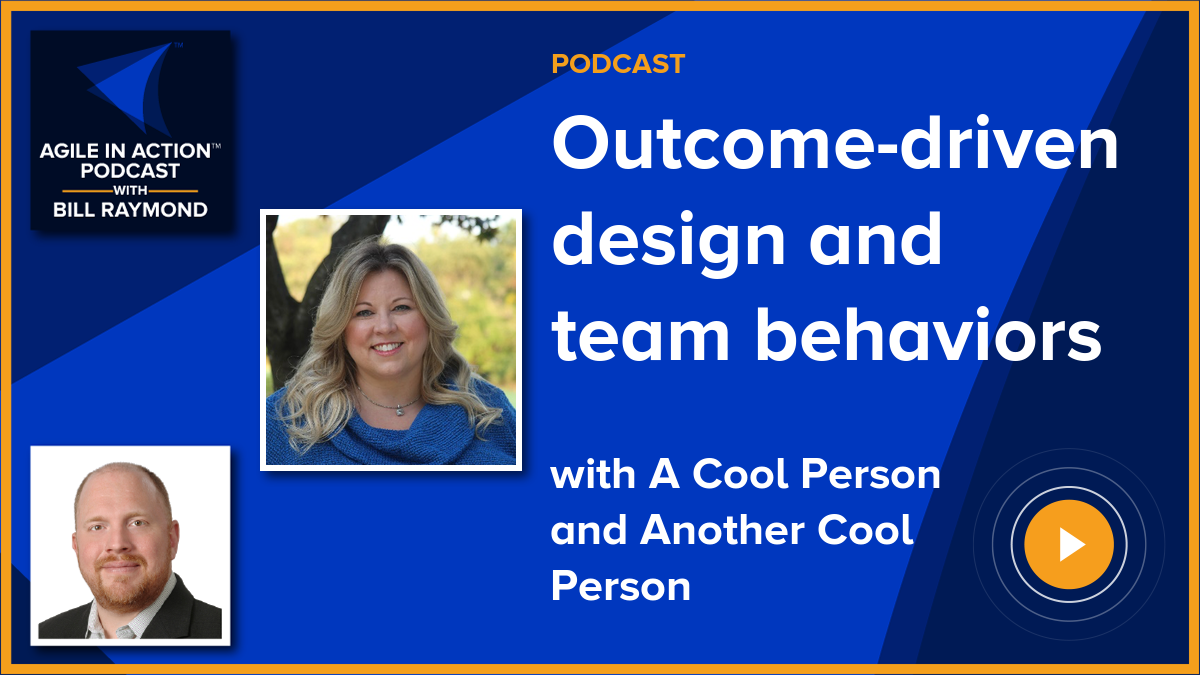 AGILE IN ACTION™
PODCAST
WITH
BILL RAYMOND
PODCAST
Outcome-driven
design and
team behaviors
with A Cool Person
and Another Cool
Person